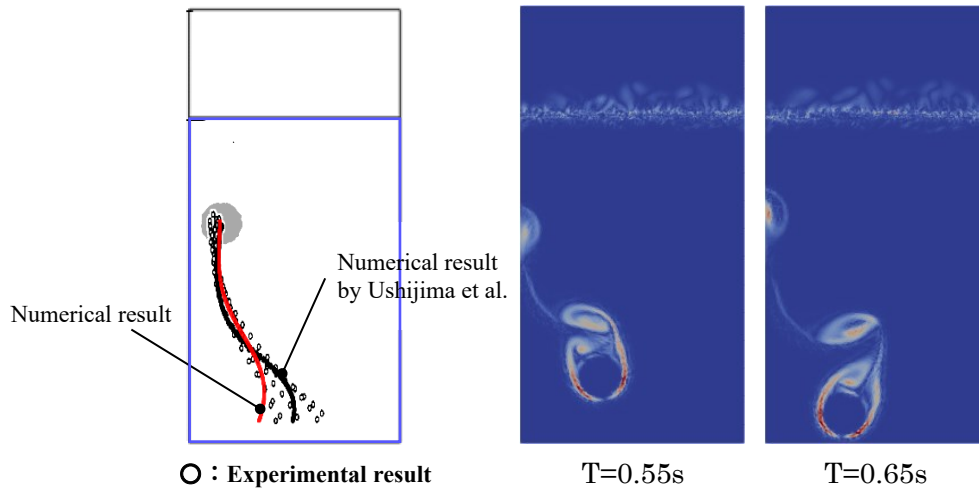 Numerical result
by Ushijima et al.
Numerical result
O : Experimental result
T=0.55s
T=0.65s